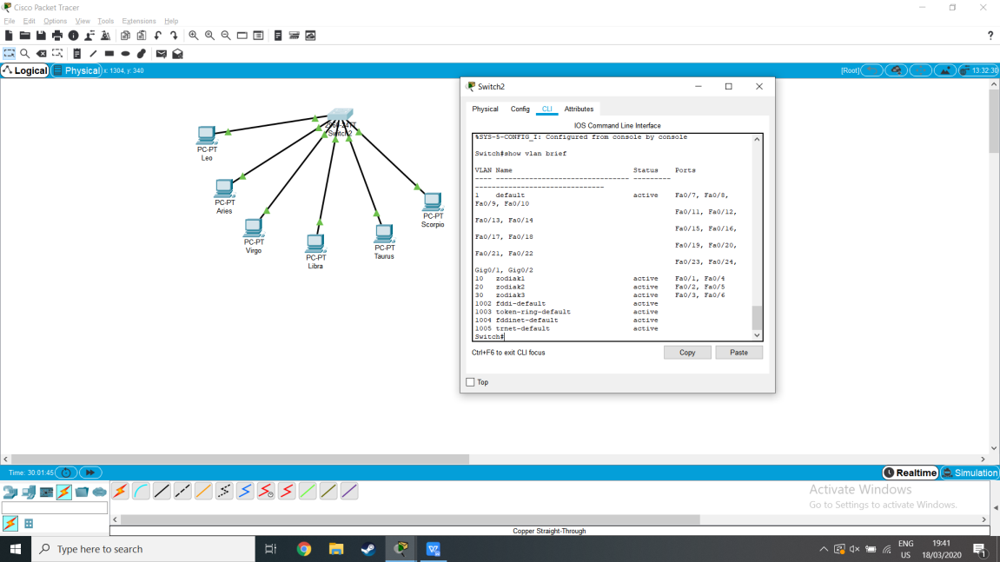 Cisco Packet Tracer
File Edit Options View Tools Extensions Help
?
Logical
Physical
x: 1304, y: 340
[Root]
13:32:30
2960-24TT
Switch2
PC-PT
Leo
PC-PT
Aries
PC-PT
Virgo
PC-PT
Libra
PC-PT
Taurus
PC-PT
Scorpio
Switch2
Physical Config CLI Attributes
IOS Command Line Interface
%SYS-5-CONFIG_I: Configured from console by console
Switch#show vlan brief
VLAN Name Status Ports
---- -------------------------------- --------- -------------------------------
1 default active Fa0/7, Fa0/8,
Fa0/9, Fa0/10
Fa0/11, Fa0/12,
Fa0/13, Fa0/14
Fa0/15, Fa0/16,
Fa0/17, Fa0/18
Fa0/19, Fa0/20,
Fa0/21, Fa0/22
Fa0/23, Fa0/24,
Gig0/1, Gig0/2
10 zodiak1 active Fa0/1, Fa0/4
20 zodiak2 active Fa0/2, Fa0/5
30 zodiak3 active Fa0/3, Fa0/6
1002 fddi-default active
1003 token-ring-default active
1004 fddinet-default active
1005 trnet-default active
Switch#
Ctrl+F6 to exit CLI focus
Copy Paste
Top
Time: 30:01:45
Realtime
Simulation
Activate Windows
Go to Settings to activate Windows.
Copper Straight-Through
Type here to search
ENG
US
19:41
18/03/2020
1